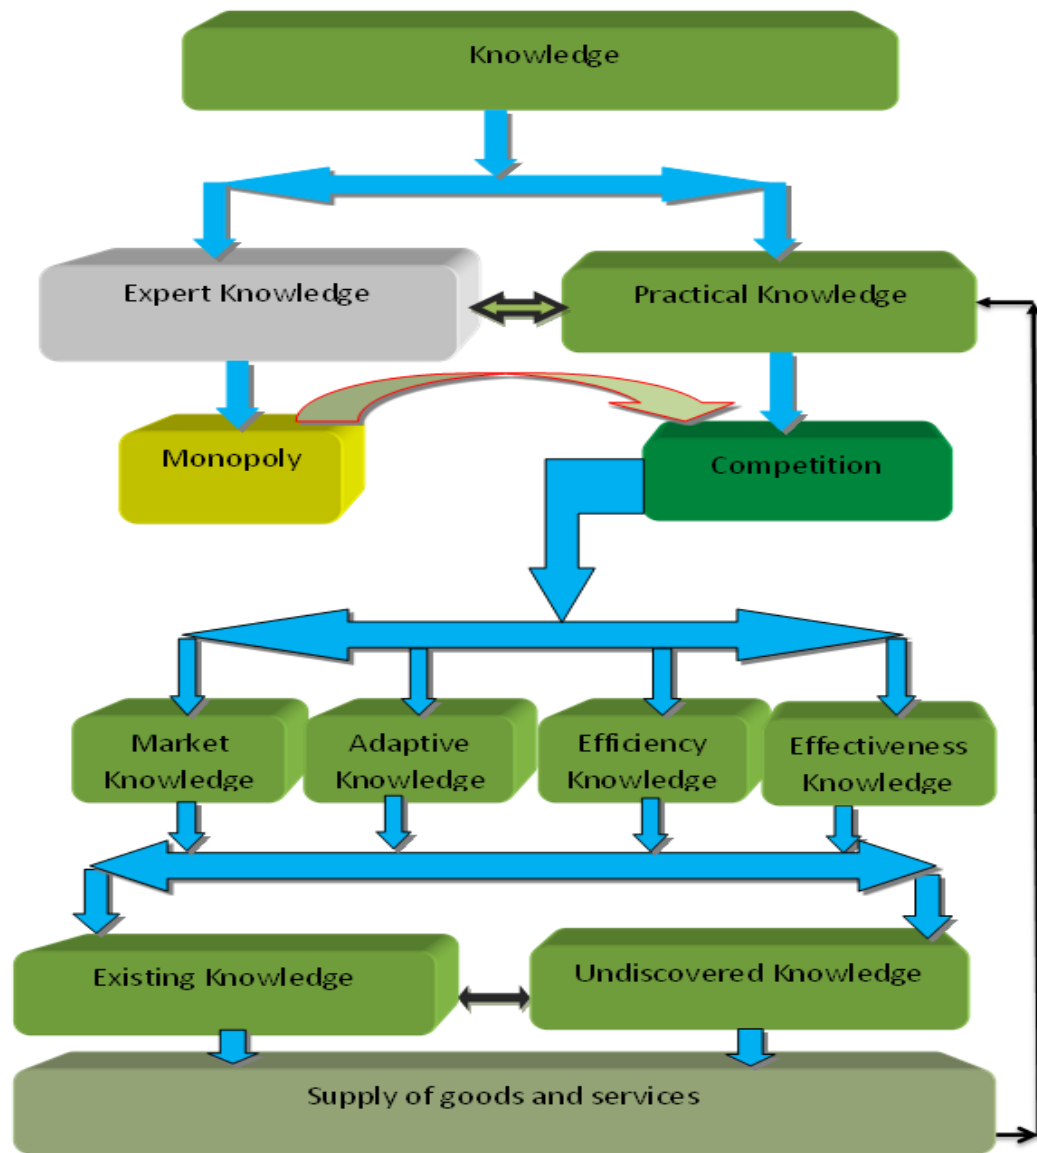 Knowledge
Expert Knowledge
Practical Knowledge
Monopoly
Competition
Market
Knowledge
Adaptive
Knowledge
Efficiency
Knowledge
Effectiveness
Knowledge
Existing Knowledge
Undiscovered Knowledge
Supply of goods and services